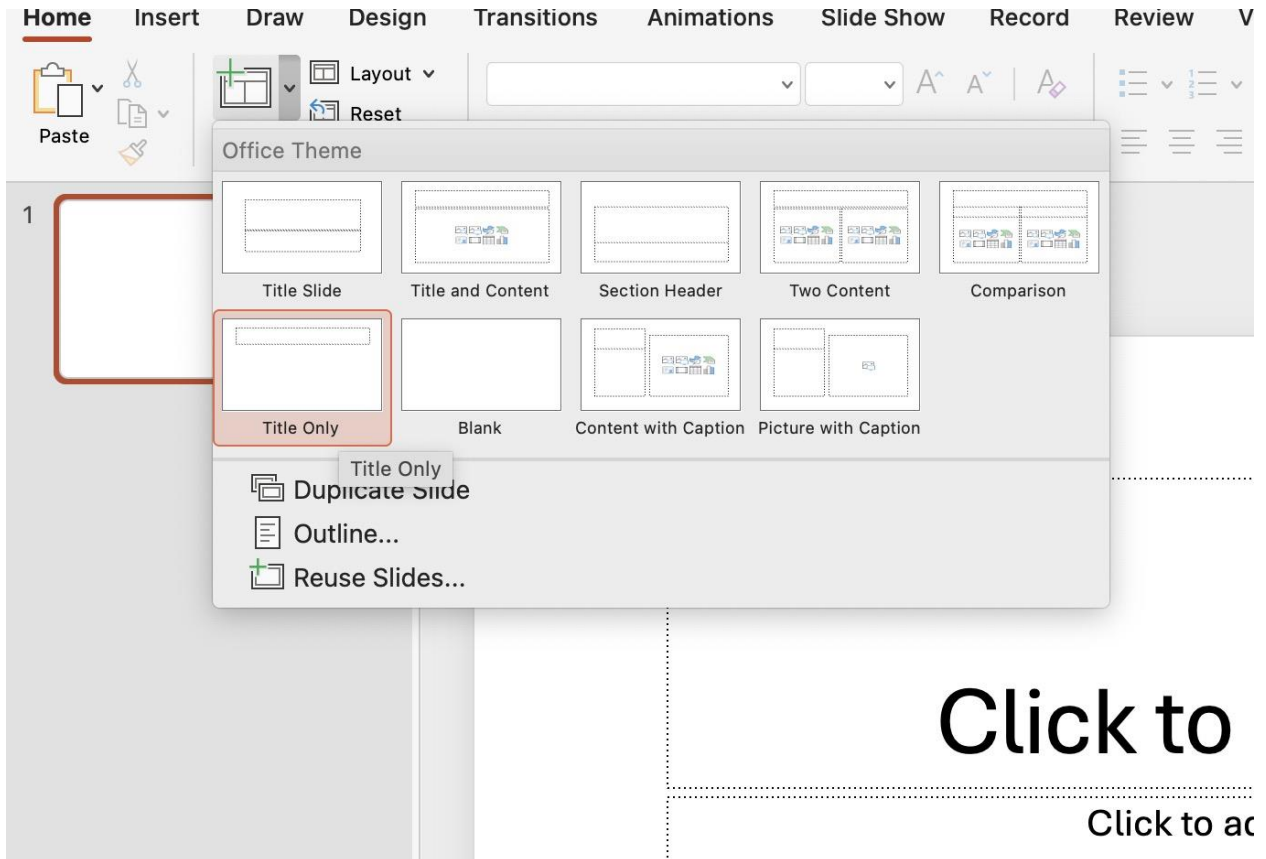 Home Insert Draw Design Transitions Animations Slide Show Record Review V
Layout
Reset
Paste
Office Theme
1
Title Slide Title and Content Section Header Two Content Comparison
Title Only Blank Content with Caption Picture with Caption
Title Only
Duplicate Slide
Outline...
Reuse Slides...
Click to
Click to ad